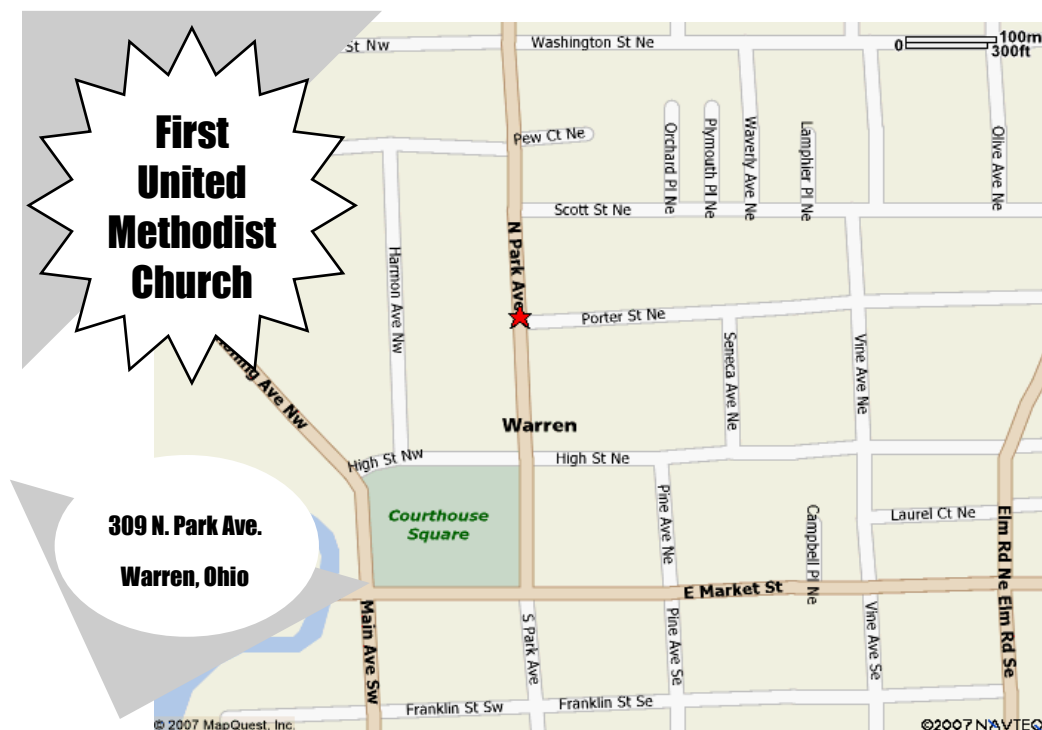 First
United
Methodist
Church
St Nw
Washington St Ne
100m
0
300ft
Pew Ct Ne
Orchard Pl Ne
Plymouth Pl Ne
Waverly Ave Ne
Lamphier Pl Ne
Olive Ave Ne
Scott St Ne
N Park Ave
Harmon Ave Nw
Porter St Ne
Seneca Ave Ne
Vine Ave Ne
Ave Nw
Warren
High St Nw
High St Ne
Courthouse
Square
Pine Ave Ne
Campbell Pl Ne
Laurel Ct Ne
Elm Rd Ne
309 N. Park Ave.
Warren, Ohio
E Market St
Main Ave Sw
S Park Ave
Pine Ave Se
Vine Ave Se
Elm Rd Se
Franklin St Sw
Franklin St Se
© 2007 MapQuest, Inc.
©2007 NAVTEQ